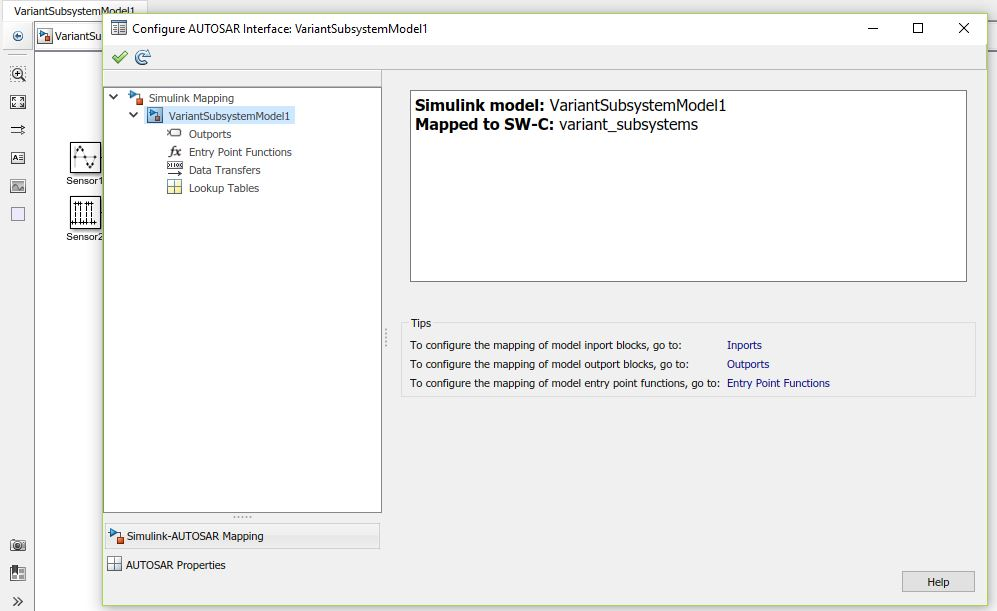 VariantSubsystemModel1
Configure AUTOSAR Interface: VariantSubsystemModel1
VariantSu
Simulink Mapping
VariantSubsystemModel1
Outports
Entry Point Functions
Data Transfers
Lookup Tables
Sensor1
Sensor2
Simulink model: VariantSubsystemModel1
Mapped to SW-C: variant_subsystems
Tips
To configure the mapping of model inport blocks, go to: Inports
To configure the mapping of model outport blocks, go to: Outports
To configure the mapping of model entry point functions, go to: Entry Point Functions
Simulink-AUTOSAR Mapping
AUTOSAR Properties
Help